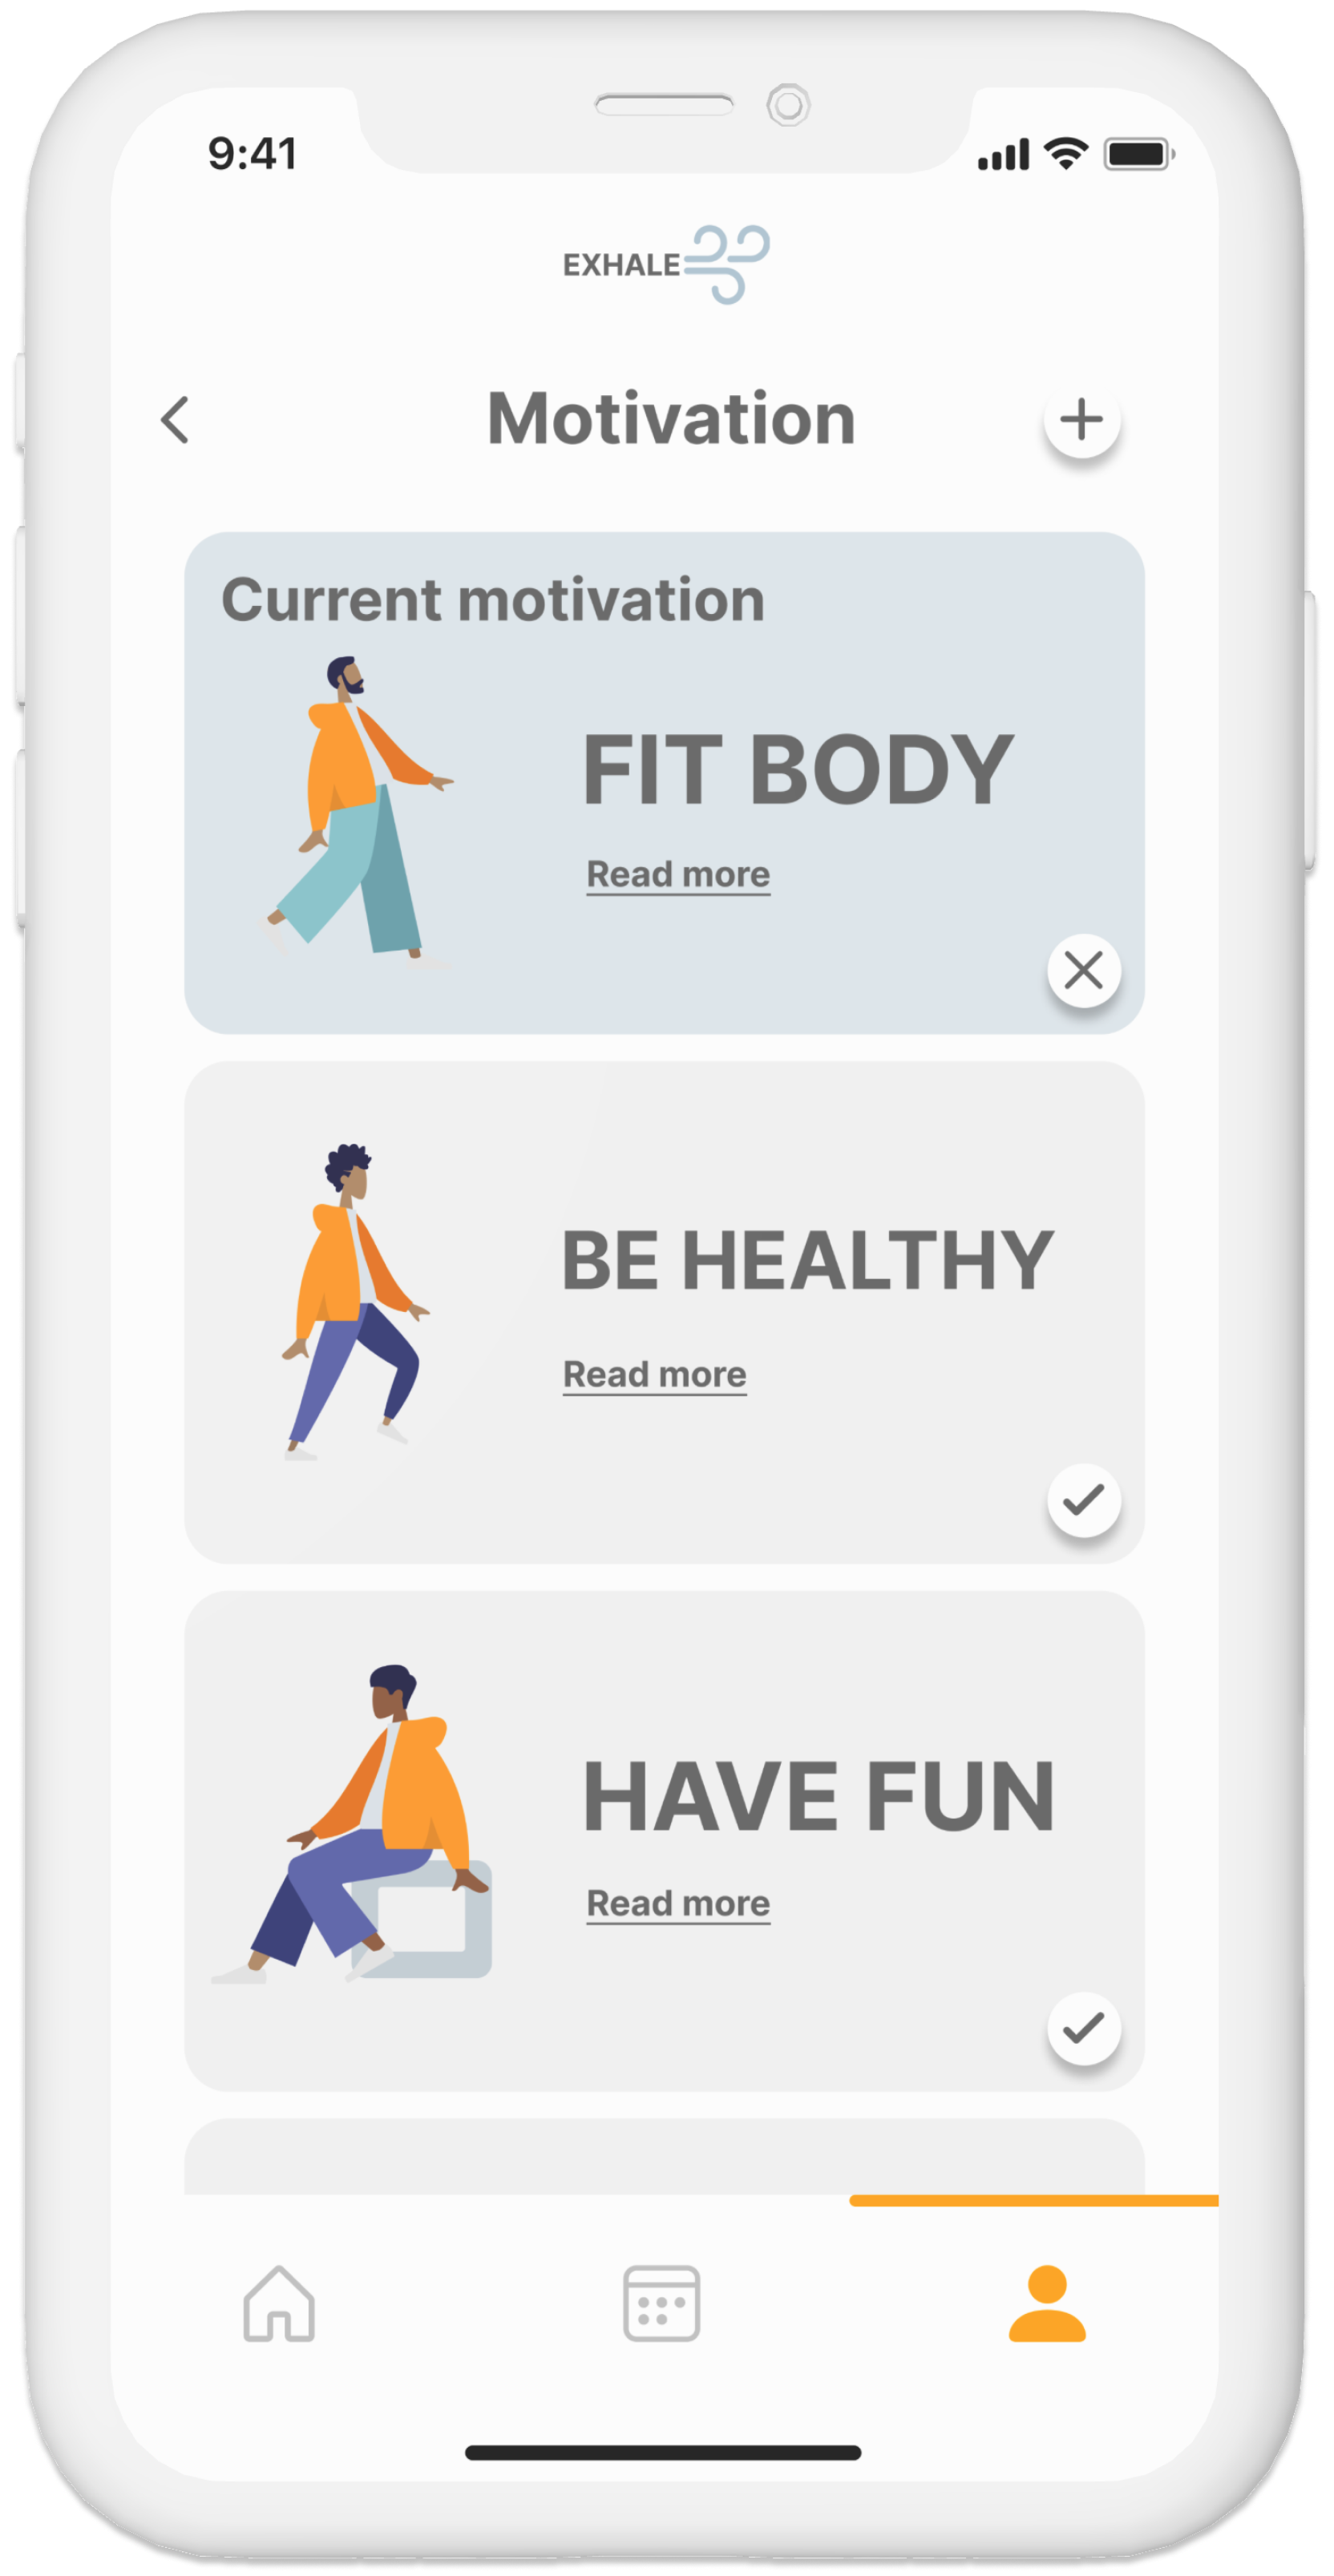 9:41
EXHALE
Motivation
Current motivation
FIT BODY
Read more
BE HEALTHY
Read more
HAVE FUN
Read more